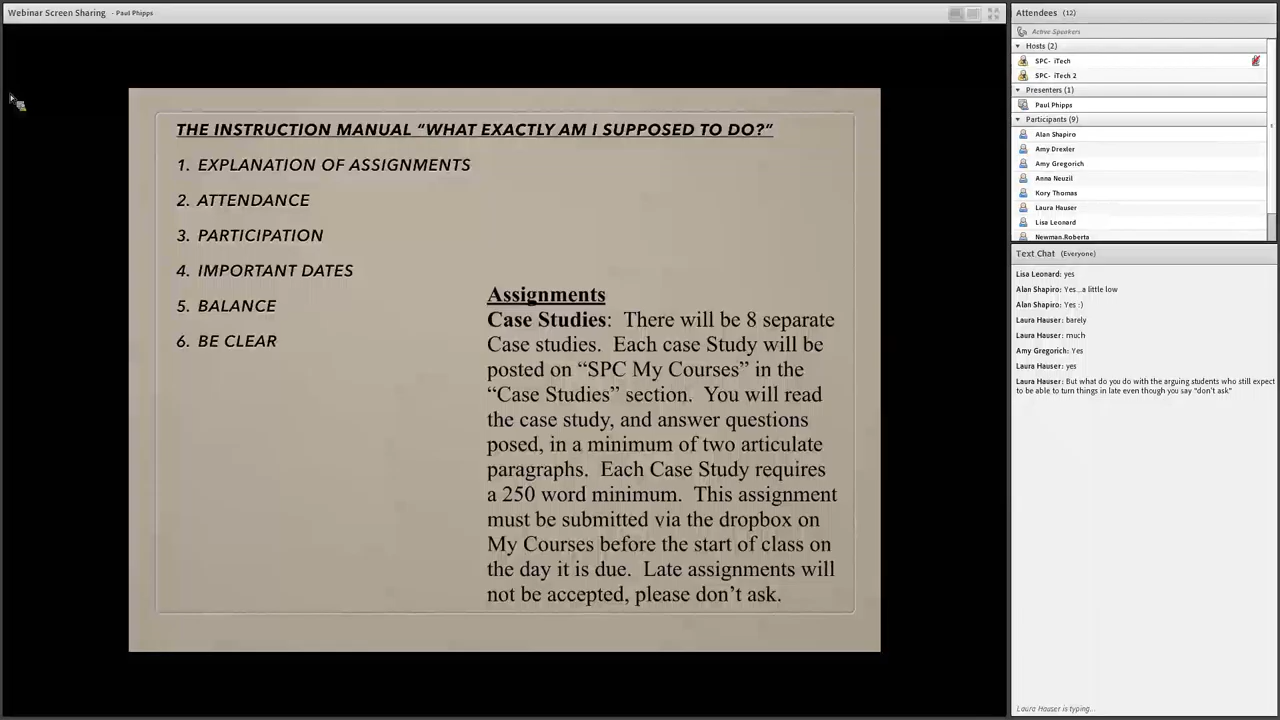 Webinar Screen Sharing - Paul Phipps
THE INSTRUCTION MANUAL “WHAT EXACTLY AM I SUPPOSED TO DO?”
1. EXPLANATION OF ASSIGNMENTS
2. ATTENDANCE
3. PARTICIPATION
4. IMPORTANT DATES
5. BALANCE
6. BE CLEAR
Assignments
Case Studies: There will be 8 separate
Case studies. Each case Study will be
posted on “SPC My Courses” in the
“Case Studies” section. You will read
the case study, and answer questions
posed, in a minimum of two articulate
paragraphs. Each Case Study requires
a 250 word minimum. This assignment
must be submitted via the dropbox on
My Courses before the start of class on
the day it is due. Late assignments will
not be accepted, please don’t ask.
Attendees (12)
Active Speakers
Hosts (2)
SPC- iTech
SPC- iTech 2
Presenters (1)
Paul Phipps
Participants (9)
Alan Shapiro
Amy Drexler
Amy Gregorich
Anna Neuzil
Kory Thomas
Laura Hauser
Lisa Leonard
Newman.Roberta
Text Chat (Everyone)
Lisa Leonard: yes
Alan Shapiro: Yes...a little low
Alan Shapiro: Yes :)
Laura Hauser: barely
Laura Hauser: much
Amy Gregorich: Yes
Laura Hauser: yes
Laura Hauser: But what do you do with the arguing students who still expect
to be able to turn things in late even though you say "don't ask"
Laura Hauser is typing...